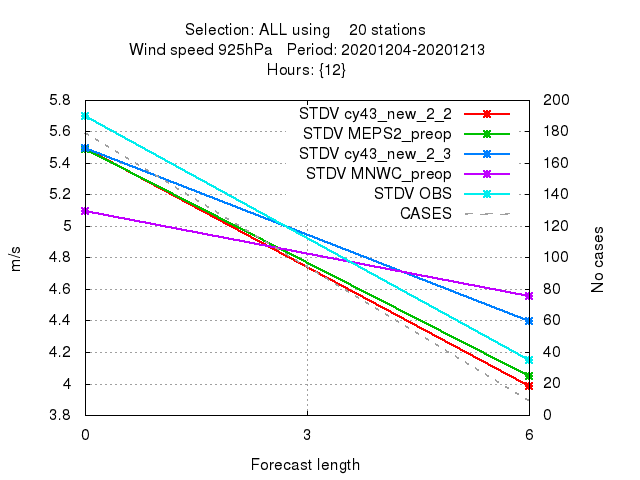 Selection: ALL using 20 stations
Wind speed 925hPa Period: 20201204-20201213
Hours: {12}
STDV cy43_new_2_2
STDV MEPS2_preop
STDV cy43_new_2_3
STDV MNWC_preop
STDV OBS
CASES
5.8
5.6
5.4
5.2
5
4.8
4.6
4.4
4.2
4
3.8
m/s
200
180
160
140
120
100
80
60
40
20
0
No cases
0 3 6
Forecast length